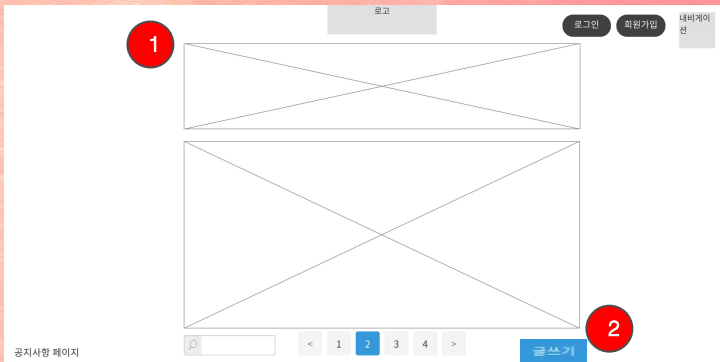 로고
로그인 회원가입
내비게이
션
1
< 1 2 3 4 >
글쓰기
2
공지사항 페이지